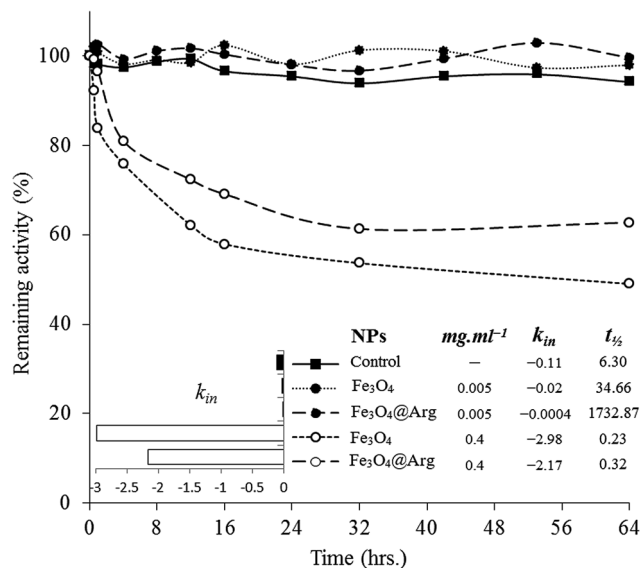 Remaining activity (%)
100
80
60
40
20
0
k_in
-3 -2.5 -2 -1.5 -1 -0.5 0
NPs mg.ml⁻¹ k_in t_½
Control — −0.11 6.30
Fe₃O₄ 0.005 −0.02 34.66
Fe₃O₄@Arg 0.005 −0.0004 1732.87
Fe₃O₄ 0.4 −2.98 0.23
Fe₃O₄@Arg 0.4 −2.17 0.32
0 8 16 24 32 40 48 56 64
Time (hrs.)